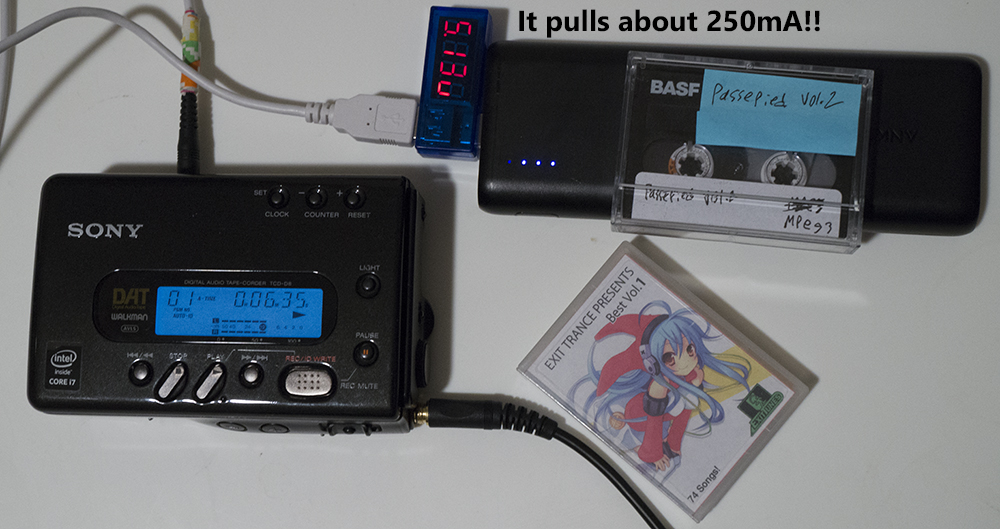 It pulls about 250mA!!
BASF
Passepied vol.2
Passepied vol.2
MPeg3
SET
CLOCK
- COUNTER +
RESET
SONY
LIGHT
DIGITAL AUDIO TAPE-CORDER TCD-D8
DAT
WALKMAN
01 0:06.35
PAUSE
intel
inside
CORE i7
STOP
PLAY
REC/ID WRITE
REC MUTE
EXIT TRANCE PRESENTS
Best Vol.1
74 Songs!